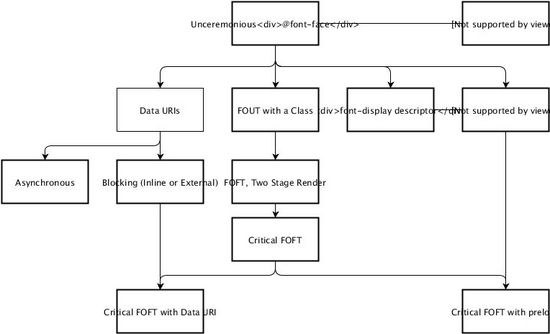 Unceremonious<div>@font-face</div>
[Not supported by view
Data URIs
FOUT with a Class
<div>font-display descriptor</div
[Not supported by view
Asynchronous
Blocking (Inline or External)
FOFT, Two Stage Render
Critical FOFT
Critical FOFT with Data URI
Critical FOFT with prelo